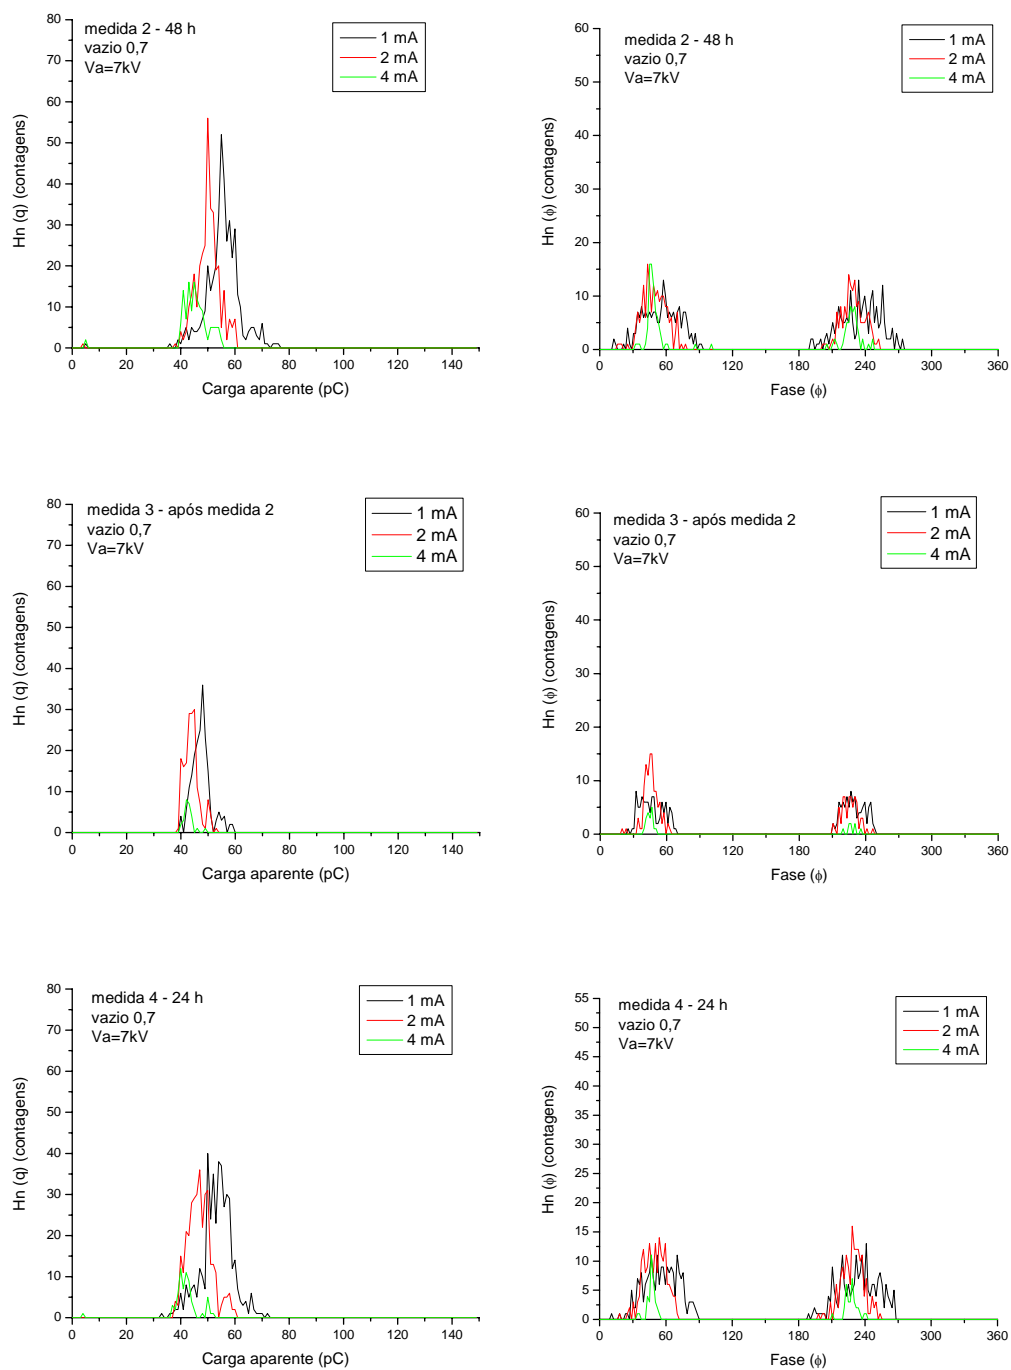 medida 2 - 48 h
vazio 0,7
Va=7kV
1 mA
2 mA
4 mA
80
70
60
50
40
30
20
10
0
0 20 40 60 80 100 120 140
Hn (q) (contagens)
Carga aparente (pC)
medida 2 - 48 h
vazio 0,7
Va=7kV
1 mA
2 mA
4 mA
60
50
40
30
20
10
0
0 60 120 180 240 300 360
Hn (ϕ) (contagens)
Fase (ϕ)
medida 3 - após medida 2
vazio 0,7
Va=7kV
1 mA
2 mA
4 mA
80
70
60
50
40
30
20
10
0
0 20 40 60 80 100 120 140
Hn (q) (contagens)
Carga aparente (pC)
medida 3 - após medida 2
vazio 0,7
Va=7kV
1 mA
2 mA
4 mA
60
50
40
30
20
10
0
0 60 120 180 240 300 360
Hn (ϕ) (contagens)
Fase (ϕ)
medida 4 - 24 h
vazio 0,7
Va=7kV
1 mA
2 mA
4 mA
80
70
60
50
40
30
20
10
0
0 20 40 60 80 100 120 140
Hn (q) (contagens)
Carga aparente (pC)
medida 4 - 24 h
vazio 0,7
Va=7kV
1 mA
2 mA
4 mA
55
50
45
40
35
30
25
20
15
10
5
0
0 60 120 180 240 300 360
Hn (ϕ) (contagens)
Fase (ϕ)